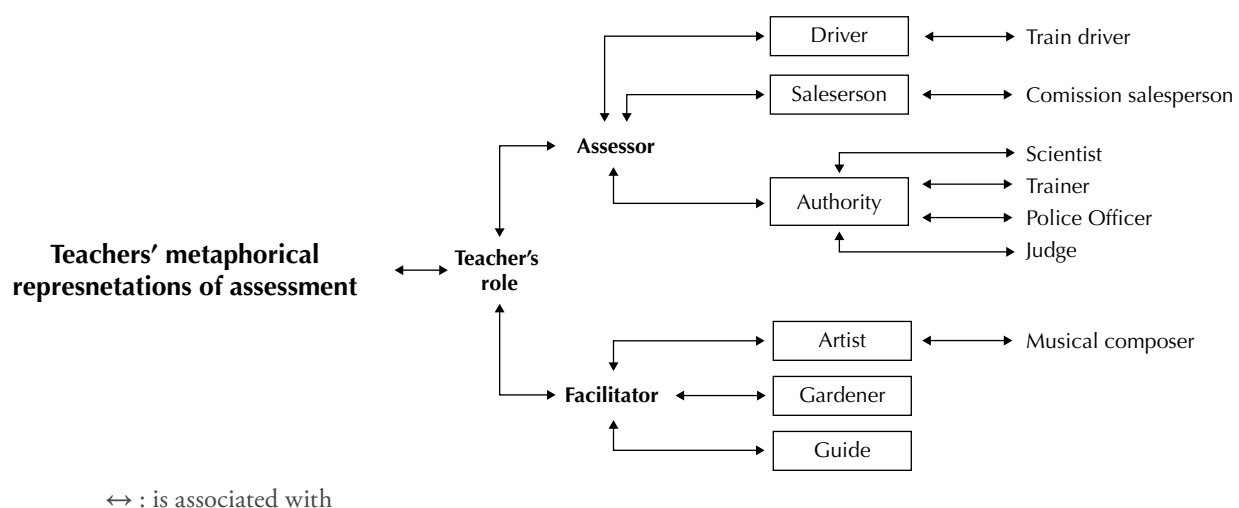 Driver
Train driver
Saleserson
Comission salesperson
Assessor
Scientist
Trainer
Authority
Police Officer
Judge
Teachers’ metaphorical
represnetations of assessment
Teacher’s
role
Artist
Musical composer
Facilitator
Gardener
Guide
↔ : is associated with